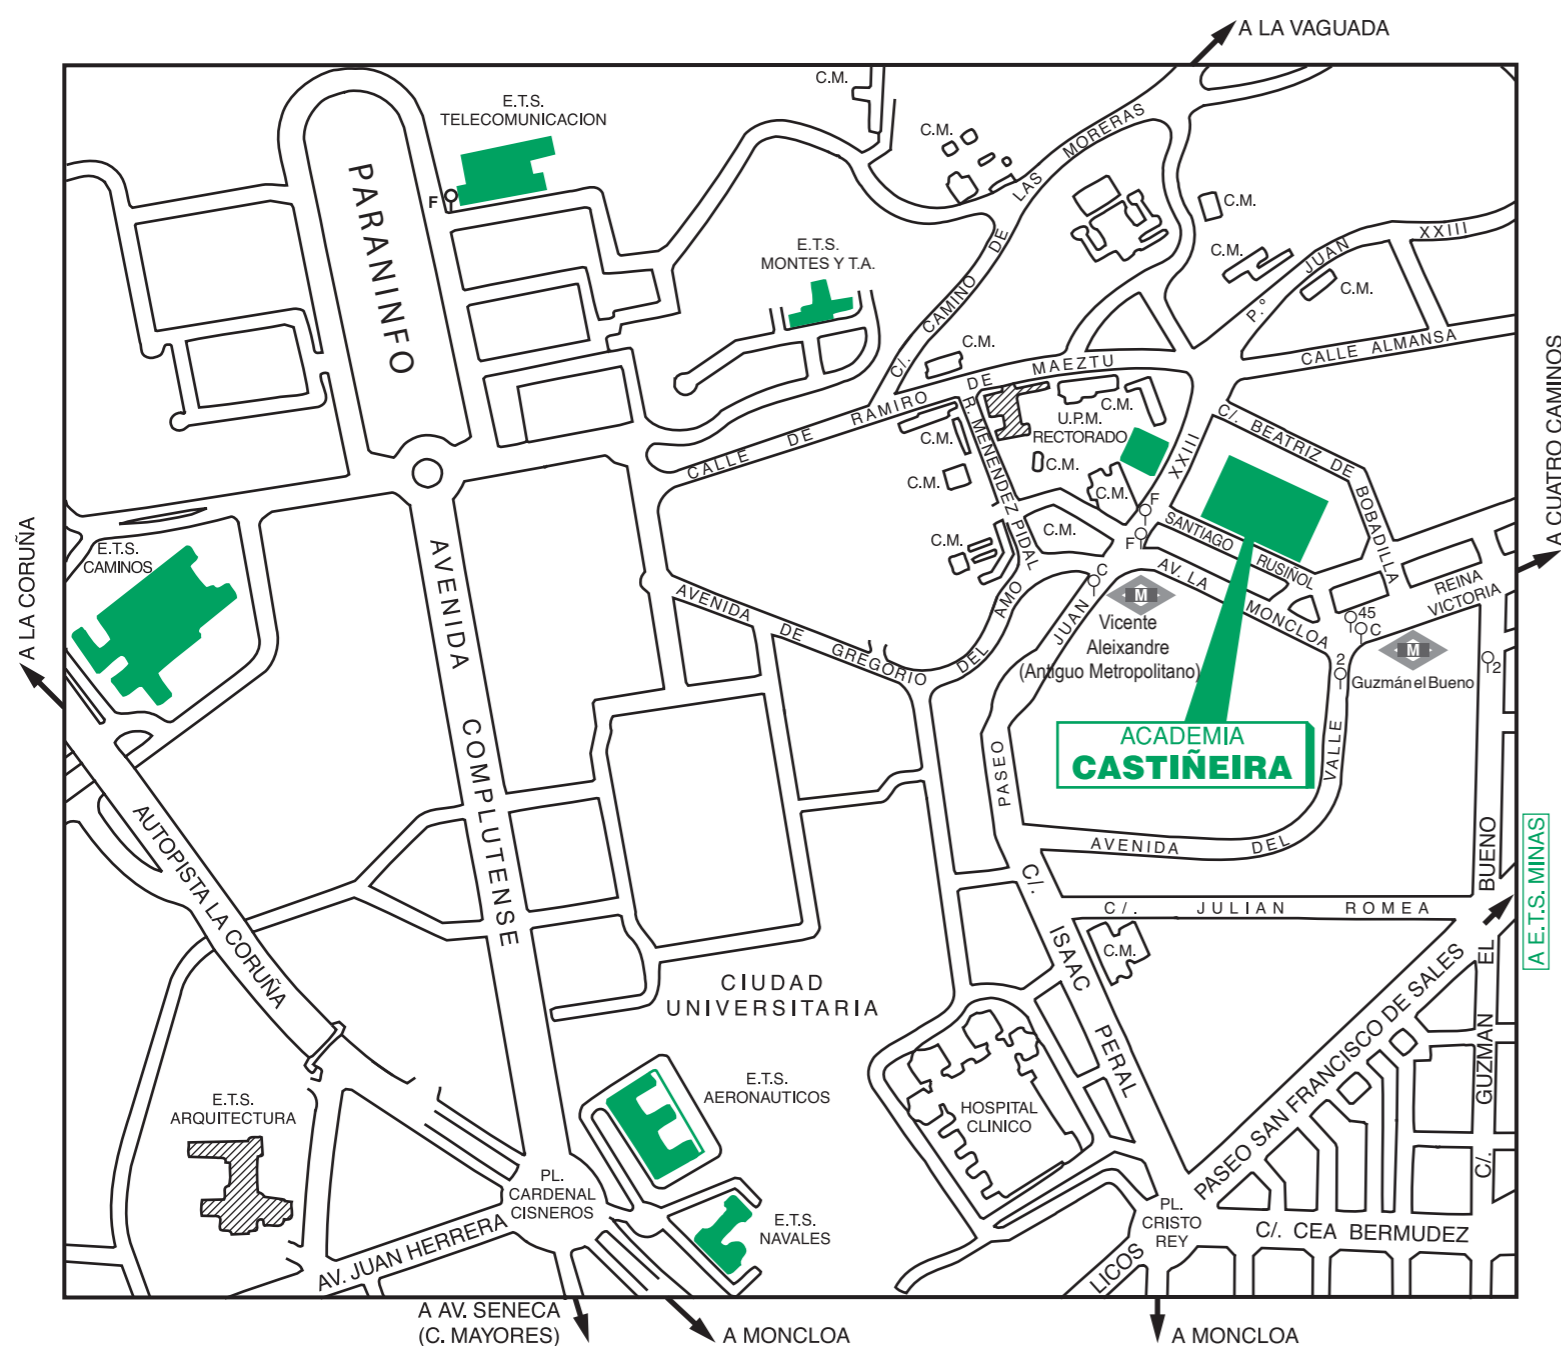 A LA VAGUADA
C.M.
E.T.S.
TELECOMUNICACION
C.M.
C/. CAMINO DE LAS MORERAS
PARANINFO
F
C.M.
E.T.S.
MONTES Y T.A.
C.M.
P.º JUAN XXIII
C.M.
C.M.
CALLE ALMANSA
CALLE DE RAMIRO DE MAEZTU
A CUATRO CAMINOS
R. MENENDEZ PIDAL
C.M.
U.P.M.
RECTORADO
C.M.
C.M.
C.M.
C.M.
C.M.
C.M.
C.M.
XXIII
C/. BEATRIZ DE BOBADILLA
F
F
SANTIAGO RUSIÑOL
A LA CORUÑA
E.T.S.
CAMINOS
AVENIDA COMPLUTENSE
AVENIDA DE GREGORIO DEL AMO
C
AV. LA MONCLOA
REINA
VICTORIA
M
Vicente
Aleixandre
(Antiguo Metropolitano)
45
C
2
M
Guzmán el Bueno
2
PASEO JUAN
ACADEMIA
CASTIÑEIRA
AVENIDA DEL VALLE
AUTOPISTA LA CORUÑA
A E.T.S. MINAS
C/. JULIAN ROMEA
C/. ISAAC PERAL
C.M.
CIUDAD
UNIVERSITARIA
PASEO SAN FRANCISCO DE SALES
C/. GUZMAN EL BUENO
E.T.S.
AERONAUTICOS
E.T.S.
ARQUITECTURA
HOSPITAL
CLINICO
PL.
CARDENAL
CISNEROS
E.T.S.
NAVALES
PL.
CRISTO
REY
C/. CEA BERMUDEZ
AV. JUAN HERRERA
LICOS
A AV. SENECA
(C. MAYORES)
A MONCLOA
A MONCLOA